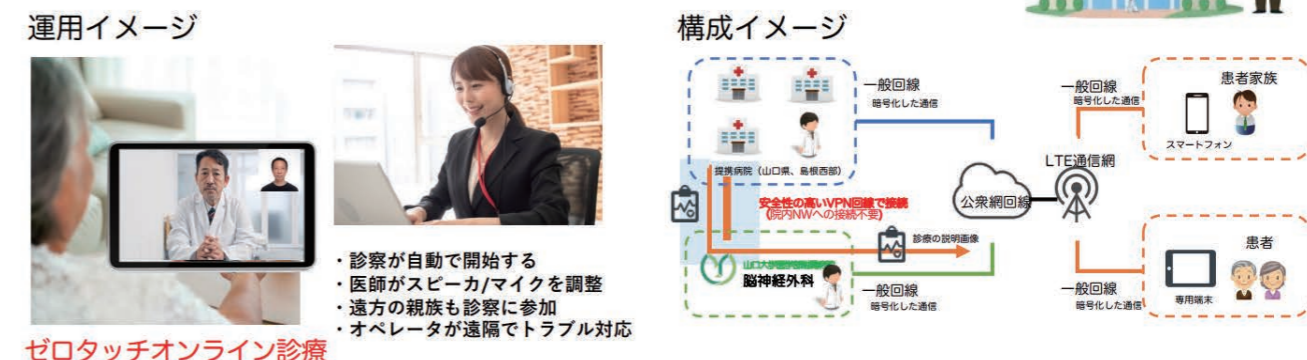 運用イメージ
・診察が自動で開始する
・医師がスピーカ/マイクを調整
・遠方の親族も診察に参加
・オペレータが遠隔でトラブル対応
ゼロタッチオンライン診療
構成イメージ
一般回線
暗号化した通信
提携病院（山口県、島根西部）
安全性の高いVPN回線で接続
(院内NWへの接続不要)
診療の説明画像
脳神経外科
一般回線
暗号化した通信
公衆網回線
LTE通信網
一般回線
暗号化した通信
患者家族
スマートフォン
一般回線
暗号化した通信
患者
専用端末